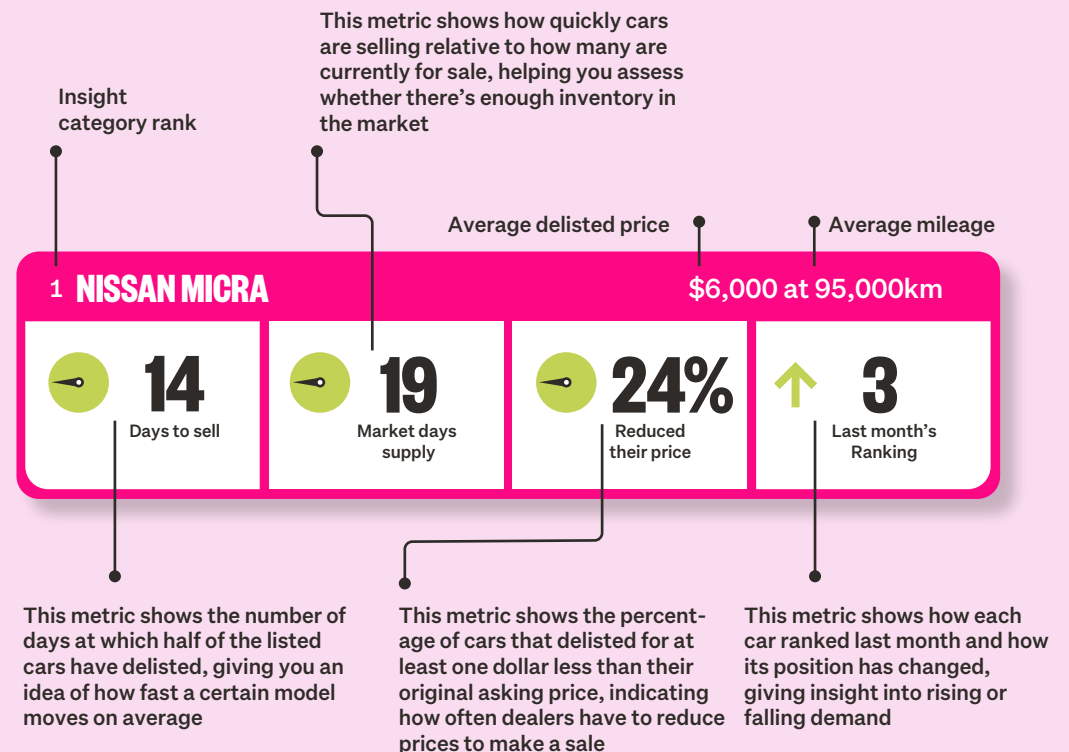 This metric shows how quickly cars
are selling relative to how many are
currently for sale, helping you assess
whether there's enough inventory in
the market
Insight
category rank
Average delisted price
Average mileage
1 NISSAN MICRA
$6,000 at 95,000km
14
Days to sell
19
Market days
supply
24%
Reduced
their price
3
Last month's
Ranking
This metric shows the number of
days at which half of the listed
cars have delisted, giving you an
idea of how fast a certain model
moves on average
This metric shows the percent-
age of cars that delisted for at
least one dollar less than their
original asking price, indicating
how often dealers have to reduce
prices to make a sale
This metric shows how each
car ranked last month and how
its position has changed,
giving insight into rising or
falling demand